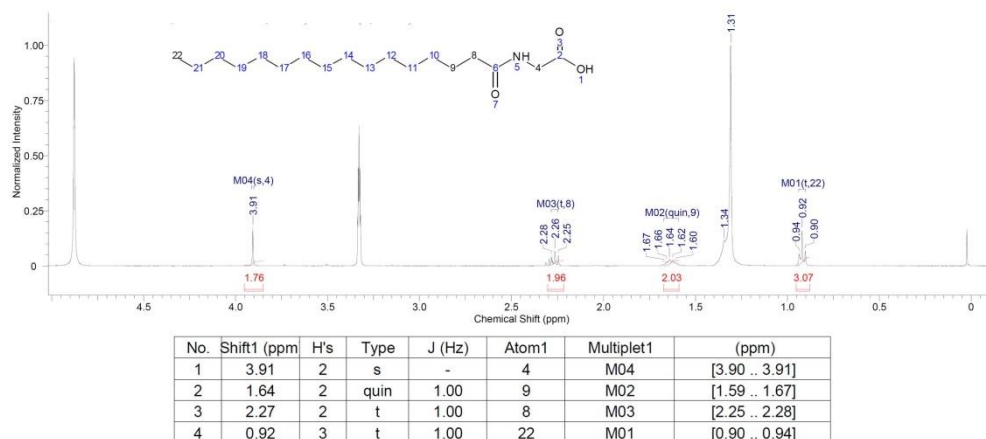 1.31
1.00
0.75
0.50
0.25
0
Normalized Intensity
22
20
18
16
14
12
10
8
O
3
2
NH
5
4
OH
1
21
19
17
15
13
11
9
6
O
7
M04(s,4)
3.91
M03(t,8)
2.28
2.26
2.25
M02(quin,9)
1.67
1.66
1.64
1.62
1.60
1.34
M01(t,22)
0.94
0.92
0.90
1.76
1.96
2.03
3.07
4.5 4.0 3.5 3.0 2.5 2.0 1.5 1.0 0.5 0
Chemical Shift (ppm)
No. Shift1 (ppm H's Type J (Hz) Atom1 Multiplet1 (ppm)
1 3.91 2 s - 4 M04 [3.90 .. 3.91]
2 1.64 2 quin 1.00 9 M02 [1.59 .. 1.67]
3 2.27 2 t 1.00 8 M03 [2.25 .. 2.28]
4 0.92 3 t 1.00 22 M01 [0.90 .. 0.94]